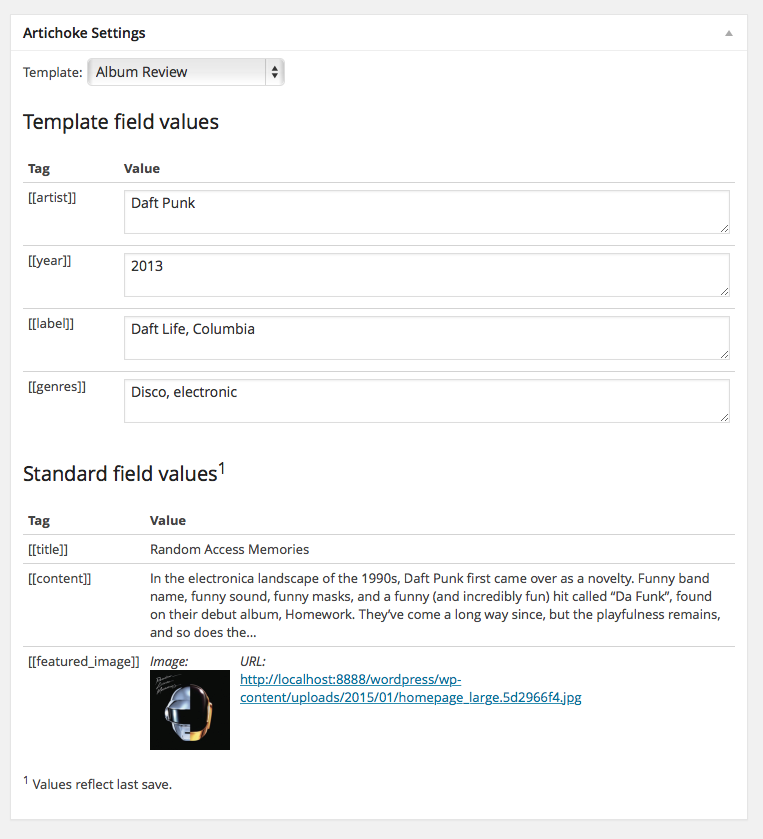 Artichoke Settings
Template: Album Review
Template field values
Tag Value
[[artist]] Daft Punk
[[year]] 2013
[[label]] Daft Life, Columbia
[[genres]] Disco, electronic
Standard field values1
Tag Value
[[title]] Random Access Memories
[[content]] In the electronica landscape of the 1990s, Daft Punk first came over as a novelty. Funny band
name, funny sound, funny masks, and a funny (and incredibly fun) hit called “Da Funk”, found
on their debut album, Homework. They’ve come a long way since, but the playfulness remains,
and so does the…
[[featured_image]] Image: URL:
http://localhost:8888/wordpress/wp-
content/uploads/2015/01/homepage_large.5d2966f4.jpg
1 Values reflect last save.